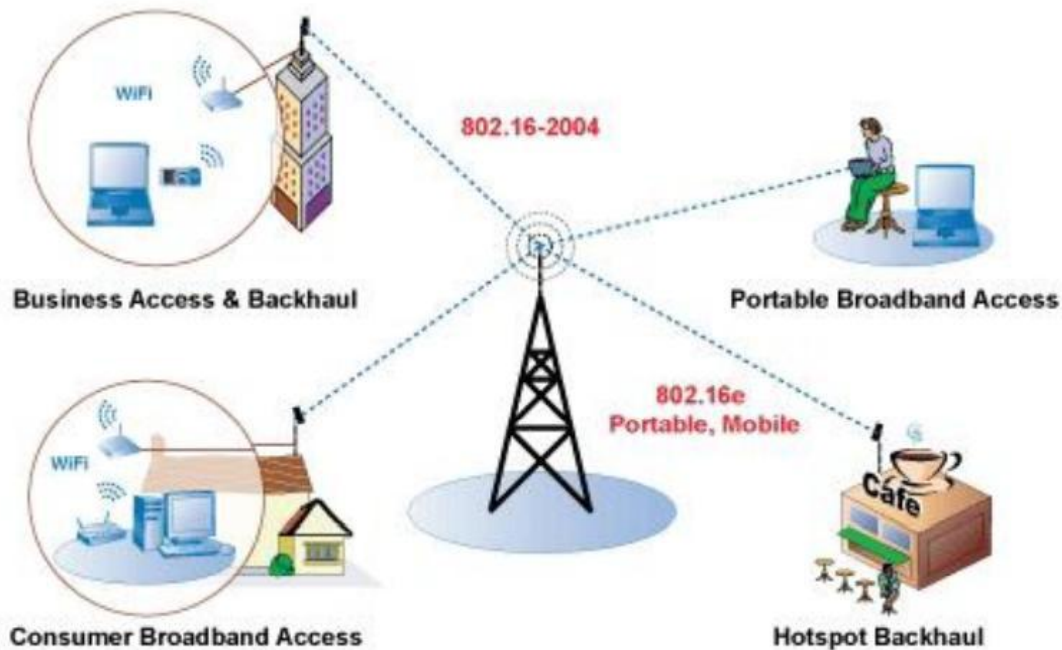 WiFi
802.16-2004
Business Access & Backhaul
Portable Broadband Access
802.16e
Portable, Mobile
WiFi
Cafe
Consumer Broadband Access
Hotspot Backhaul